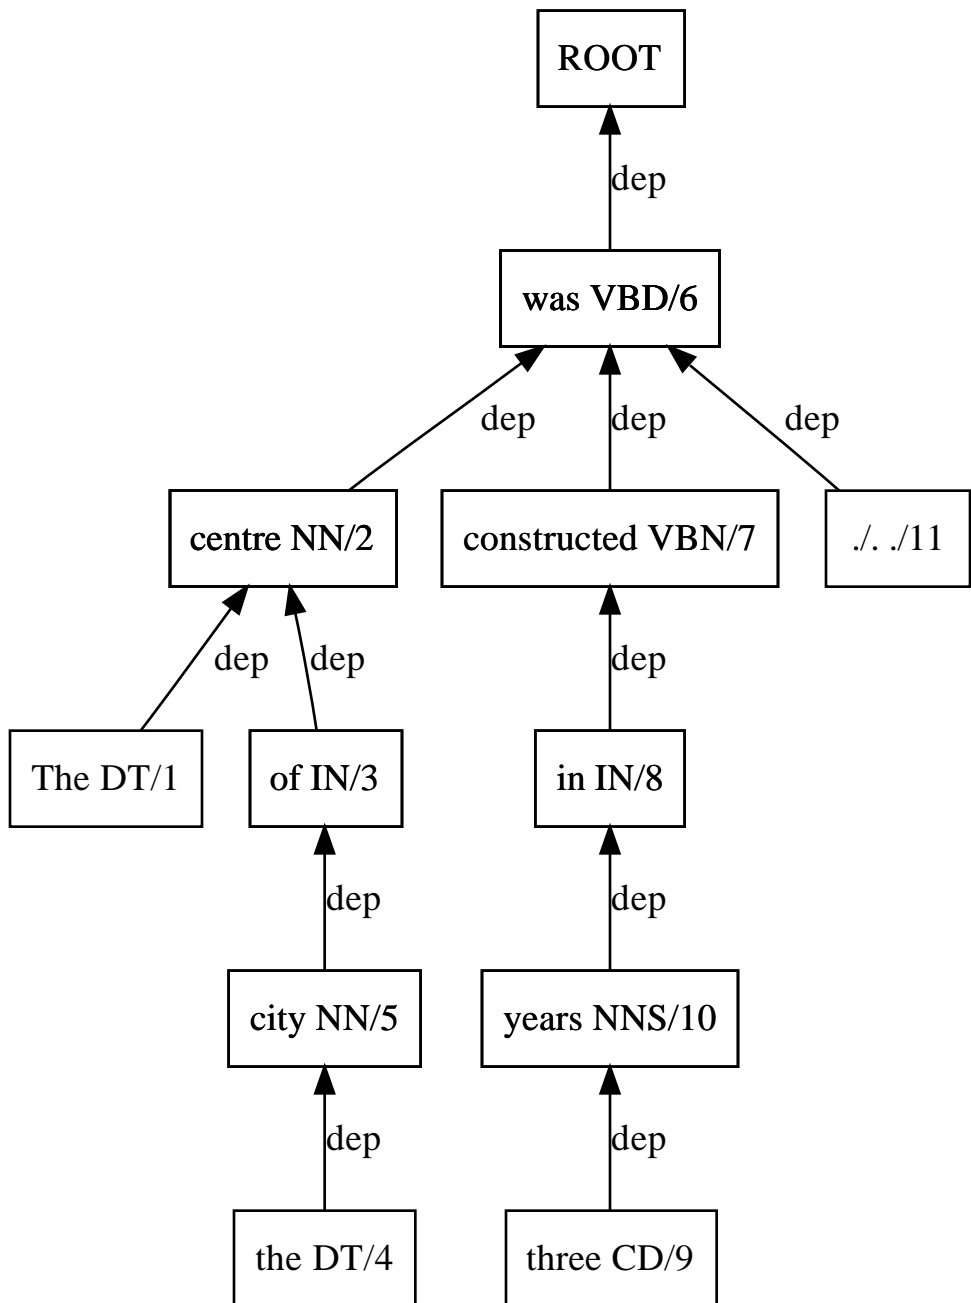 ROOT
dep
was VBD/6
dep dep dep
centre NN/2 constructed VBN/7 ./. ./11
dep dep dep
The DT/1 of IN/3 in IN/8
dep dep
city NN/5 years NNS/10
dep dep
the DT/4 three CD/9